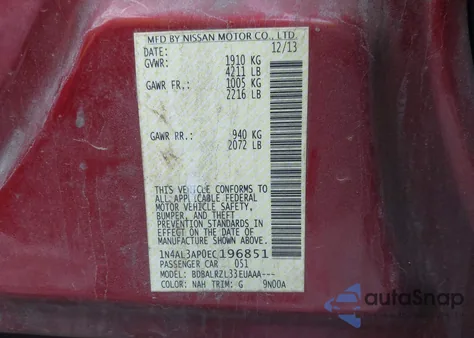 MFD BY NISSAN MOTOR CO., LTD.
DATE: 12/13
GVWR: 1910 KG
4211 LB
GAWR FR.: 1005 KG
2216 LB
GAWR RR.: 940 KG
2072 LB
THIS VEHICLE CONFORMS TO
ALL APPLICABLE FEDERAL
MOTOR VEHICLE SAFETY,
BUMPER, AND THEFT
PREVENTION STANDARDS IN
EFFECT ON THE DATE OF
MANUFACTURE SHOWN ABOVE.
1N4AL3AP0EC196851
PASSENGER CAR 051
MODEL: BDBALRZL33EUAAA---
COLOR: NAH TRIM: G 9N00A
autoSnap